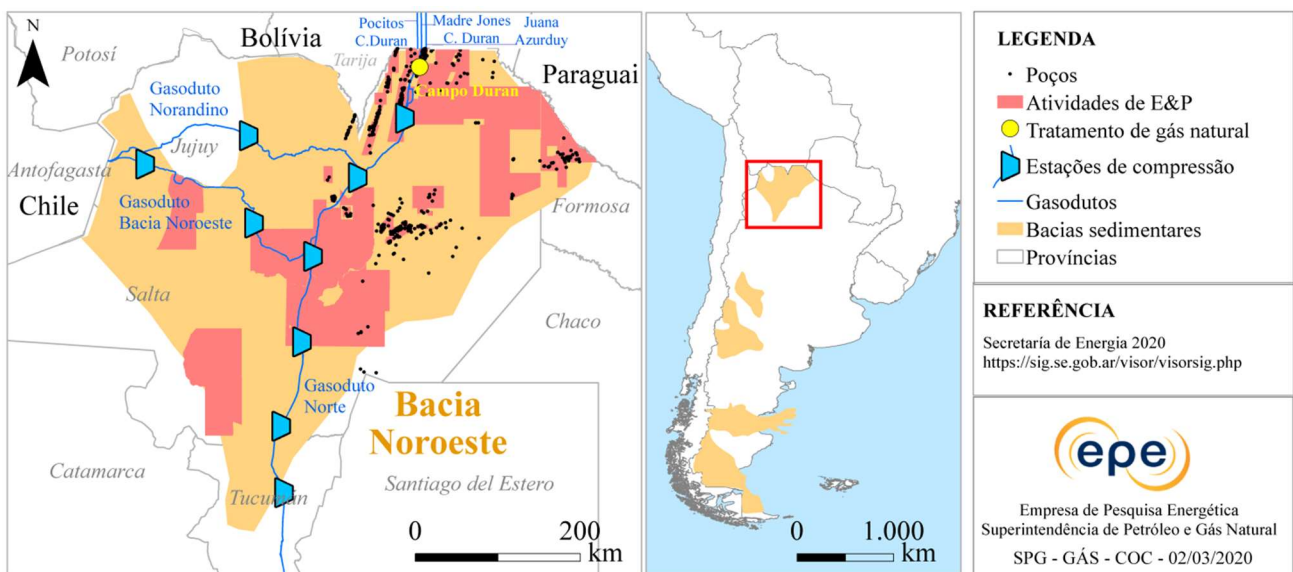 N
Potosí
Bolívia
Tarija
Pocitos
C.Duran
Madre Jones
C. Duran
Juana
Azurduy
Paraguai
Campo Duran
Gasoduto
Norandino
Jujuy
Antofagasta
Chile
Gasoduto
Bacia Noroeste
Formosa
Salta
Chaco
Gasoduto
Norte
Bacia
Noroeste
Catamarca
Tucumán
Santiago del Estero
0 200
km
0 1.000
km
LEGENDA
Poços
Atividades de E&P
Tratamento de gás natural
Estações de compressão
Gasodutos
Bacias sedimentares
Províncias
REFERÊNCIA
Secretaría de Energia 2020
https://sig.se.gob.ar/visor/visorsig.php
epe
Empresa de Pesquisa Energética
Superintendência de Petróleo e Gás Natural
SPG - GÁS - COC - 02/03/2020